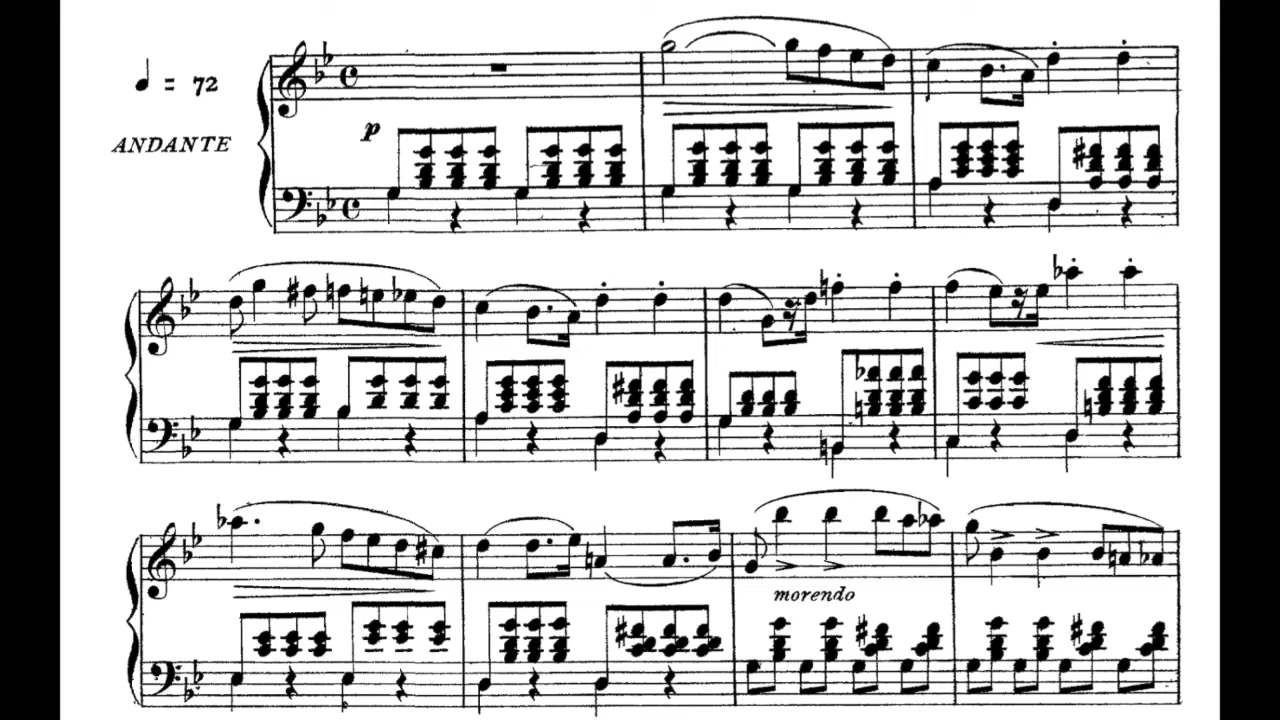 ♩ = 72
ANDANTE
p
morendo